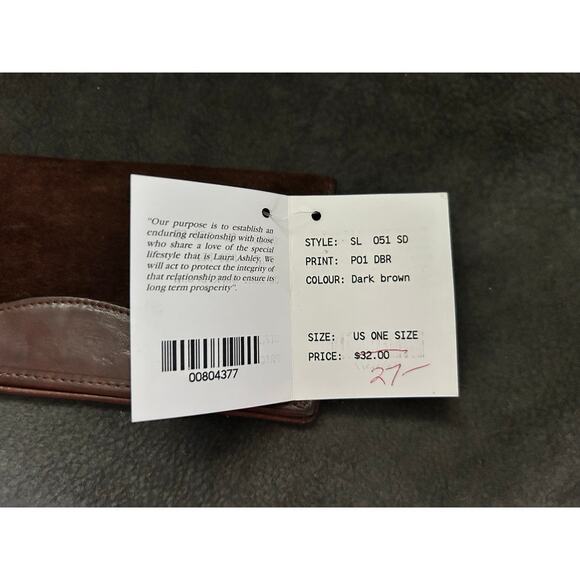 "Our purpose is to establish an
enduring relationship with those
who share a love of the special
lifestyle that is Laura Ashley. We
will act to protect the integrity of
that relationship and to ensure its
long term prosperity".
00804377
STYLE: SL 051 SD
PRINT: P01 DBR
COLOUR: Dark brown
SIZE: US ONE SIZE
PRICE: $32.00
27-